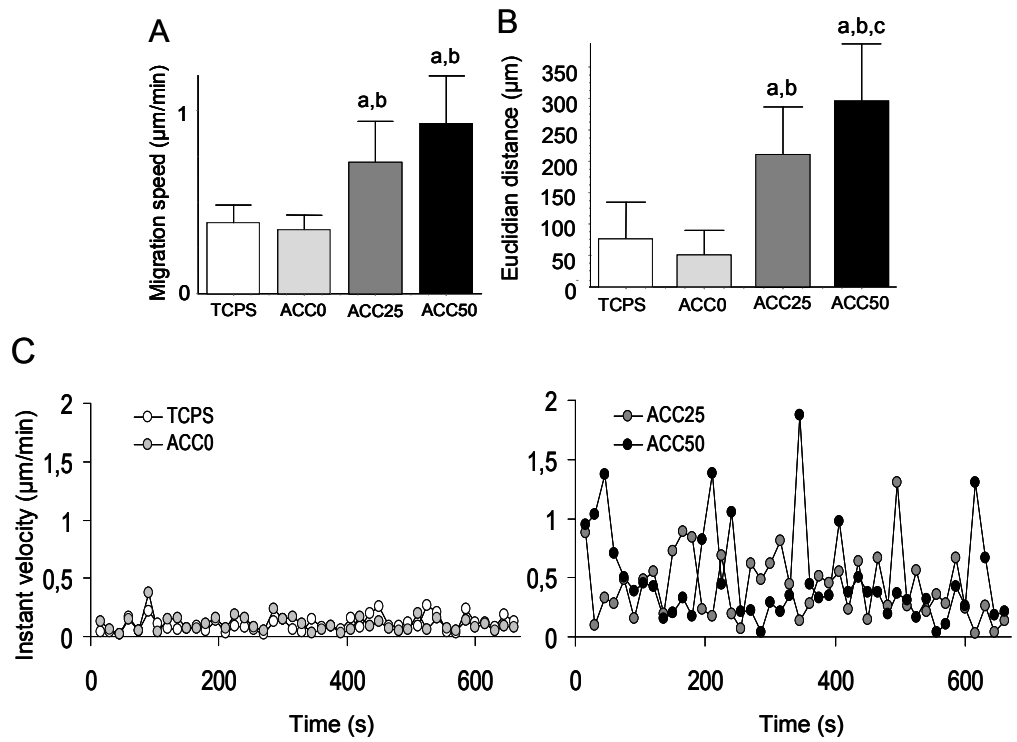 A
Migration speed (µm/min)
1
0
a,b
a,b
TCPS
ACC0
ACC25
ACC50
B
Euclidian distance (µm)
350
300
200
150
100
50
0
a,b
a,b,c
TCPS
ACC0
ACC25
ACC50
C
Instant velocity (µm/min)
2
1,5
1
0,5
0
TCPS
ACC0
0
200
400
600
Time (s)
2
1,5
1
0,5
0
ACC25
ACC50
0
200
400
600
Time (s)